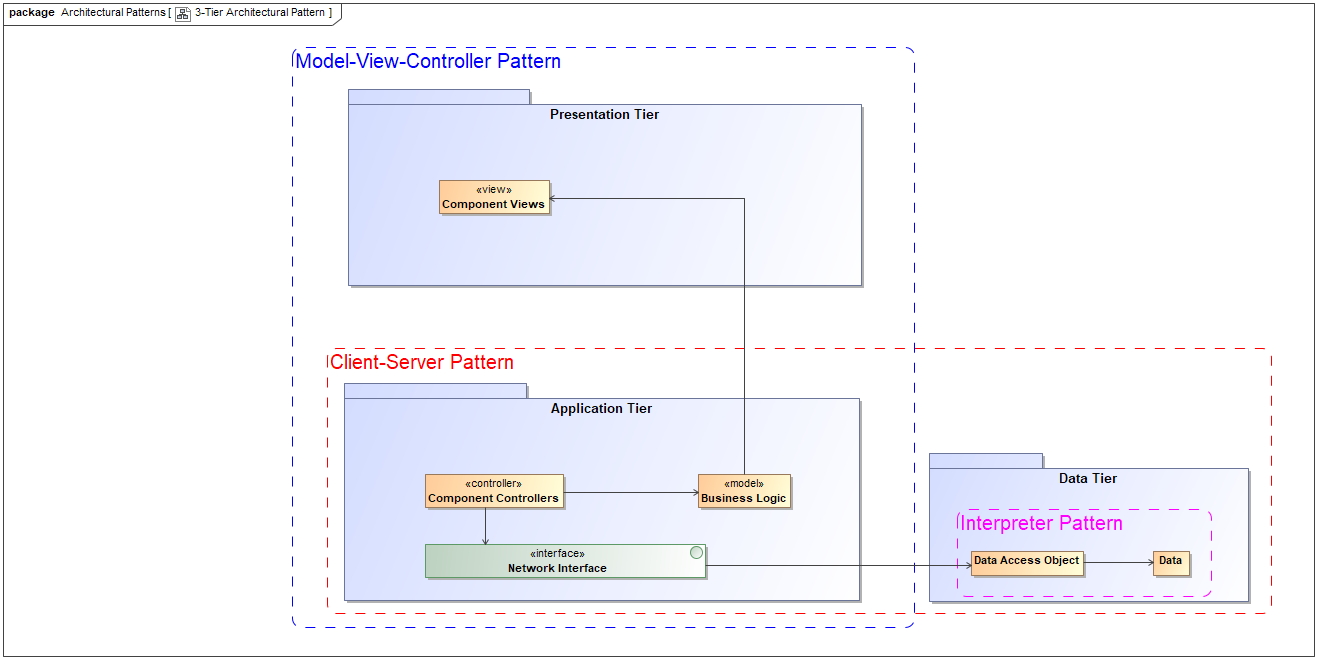 package Architectural Patterns [ 3-Tier Architectural Pattern ]
Model-View-Controller Pattern
Presentation Tier
«view»
Component Views
Client-Server Pattern
Application Tier
«controller»
Component Controllers
«model»
Business Logic
«interface»
Network Interface
Data Tier
Interpreter Pattern
Data Access Object
Data